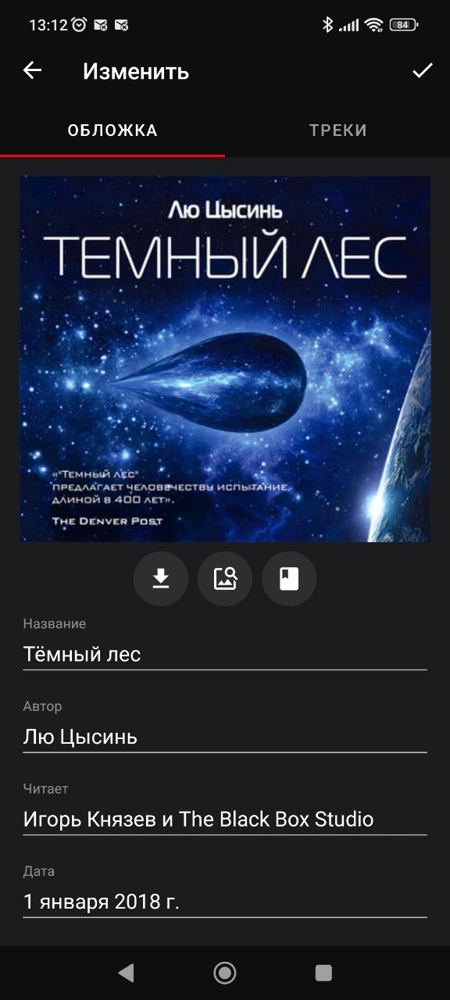 13:12
84
Изменить
ОБЛОЖКА
ТРЕКИ
Лю Цысинь
ТЕМНЫЙ ЛЕС
«"Темный лес"
предлагает человечеству испытание
длиной в 400 лет».
The Denver Post
Название
Тёмный лес
Автор
Лю Цысинь
Читает
Игорь Князев и The Black Box Studio
Дата
1 января 2018 г.